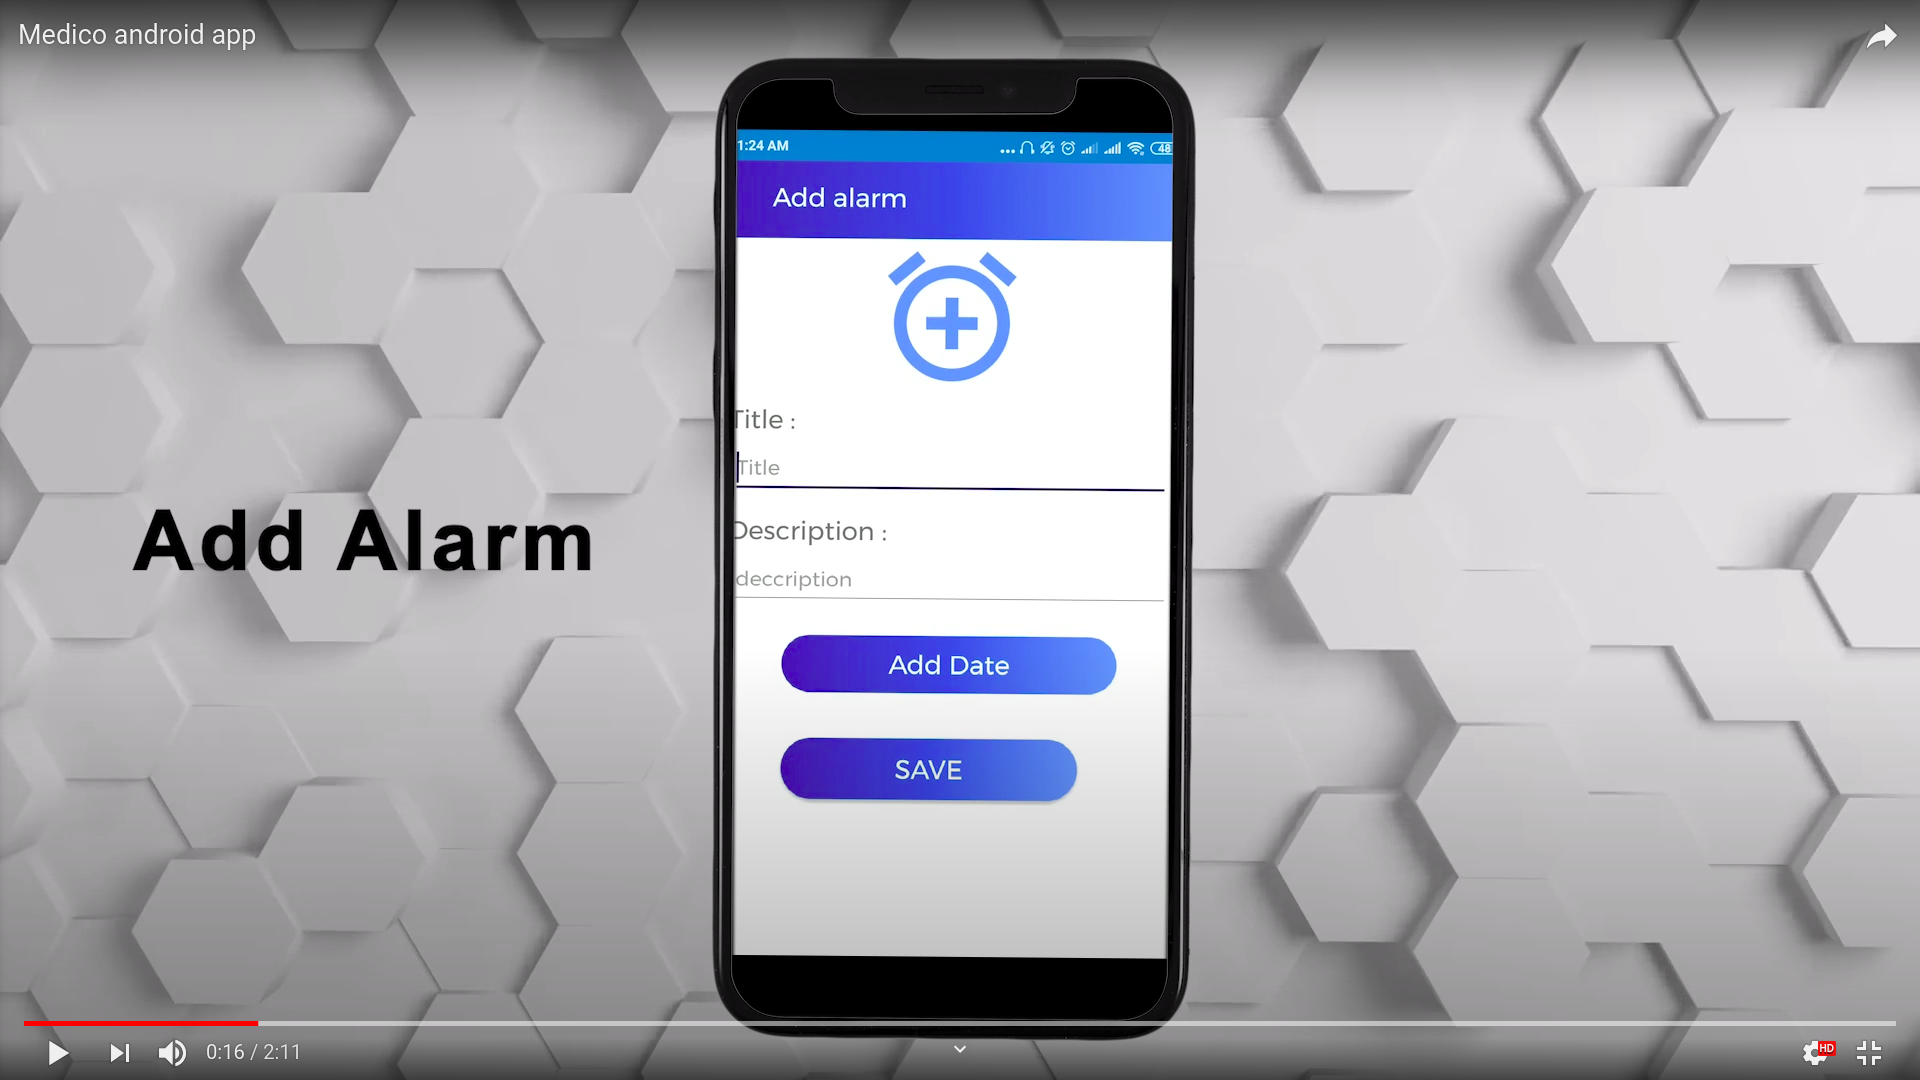 Medico android app
1:24 AM
48
Add alarm
Title :
Title
Description :
deccription
Add Date
SAVE
Add Alarm
0:16 / 2:11
HD